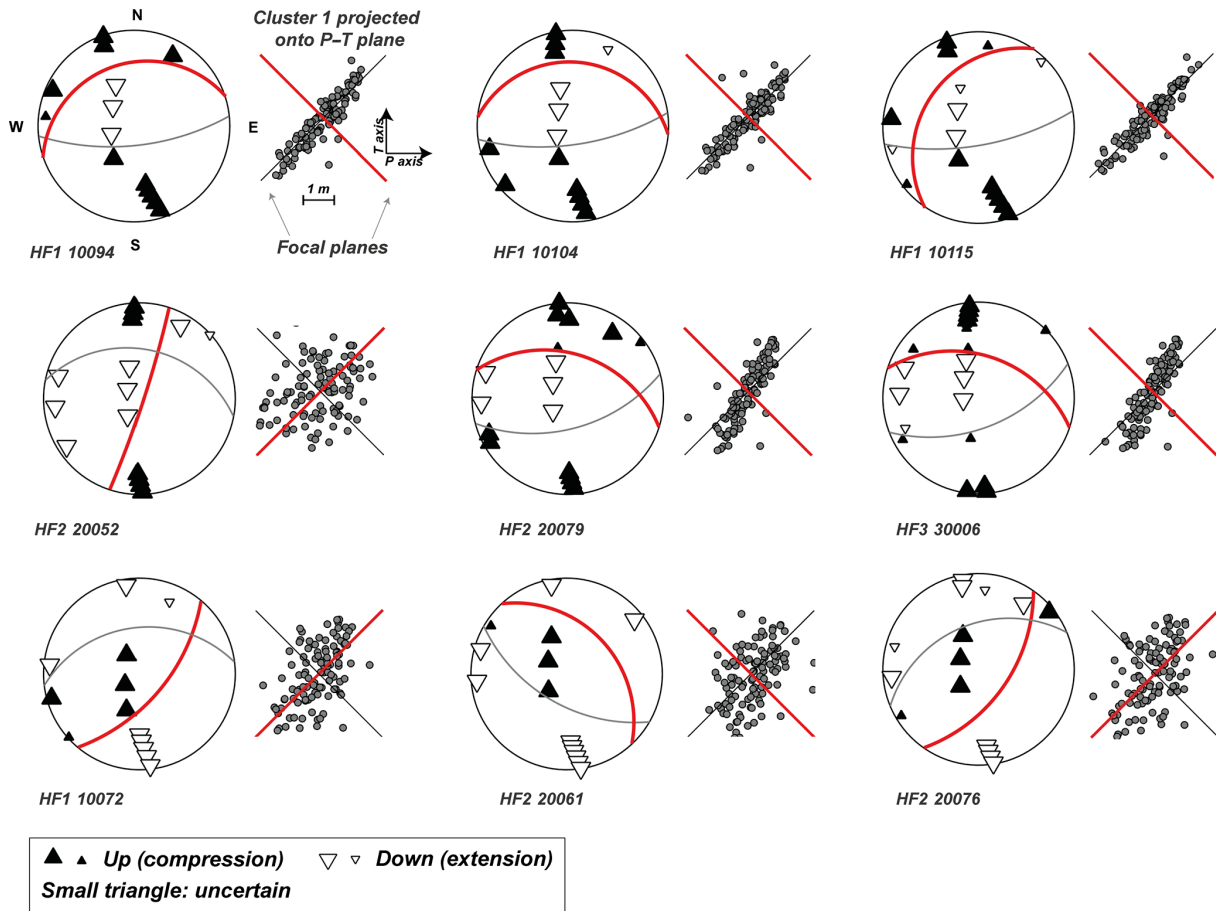 N
Cluster 1 projected
onto P–T plane
W
E
T axis
P axis
1 m
S
HF1 10094
Focal planes
HF1 10104
HF1 10115
HF2 20052
HF2 20079
HF3 30006
HF1 10072
HF2 20061
HF2 20076
Up (compression)
Down (extension)
Small triangle: uncertain